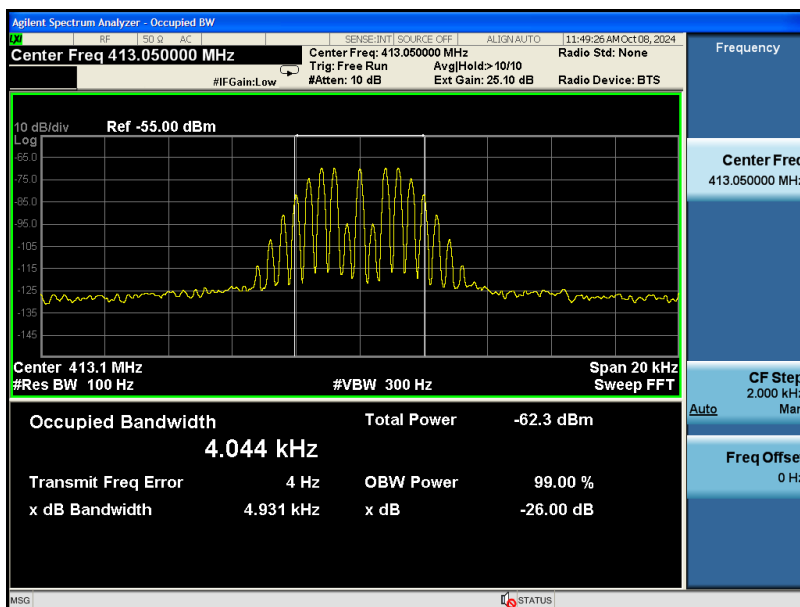 Agilent Spectrum Analyzer - Occupied BW
LXI RF 50 Ω AC SENSE:INT SOURCE OFF ALIGN AUTO 11:49:26 AM Oct 08, 2024
Center Freq 413.050000 MHz
Center Freq: 413.050000 MHz Radio Std: None
Trig: Free Run Avg|Hold:>10/10
#IFGain:Low #Atten: 10 dB Ext Gain: 25.10 dB Radio Device: BTS
Frequency
10 dB/div Ref -55.00 dBm
Log
-65.0
-75.0
-85.0
-95.0
-105
-115
-125
-135
-145
Center Freq
413.050000 MHz
Center 413.1 MHz Span 20 kHz
#Res BW 100 Hz #VBW 300 Hz Sweep FFT
CF Step
2.000 kHz
Auto Man
Occupied Bandwidth Total Power -62.3 dBm
4.044 kHz
Transmit Freq Error 4 Hz OBW Power 99.00 %
x dB Bandwidth 4.931 kHz x dB -26.00 dB
Freq Offset
0 Hz
MSG STATUS